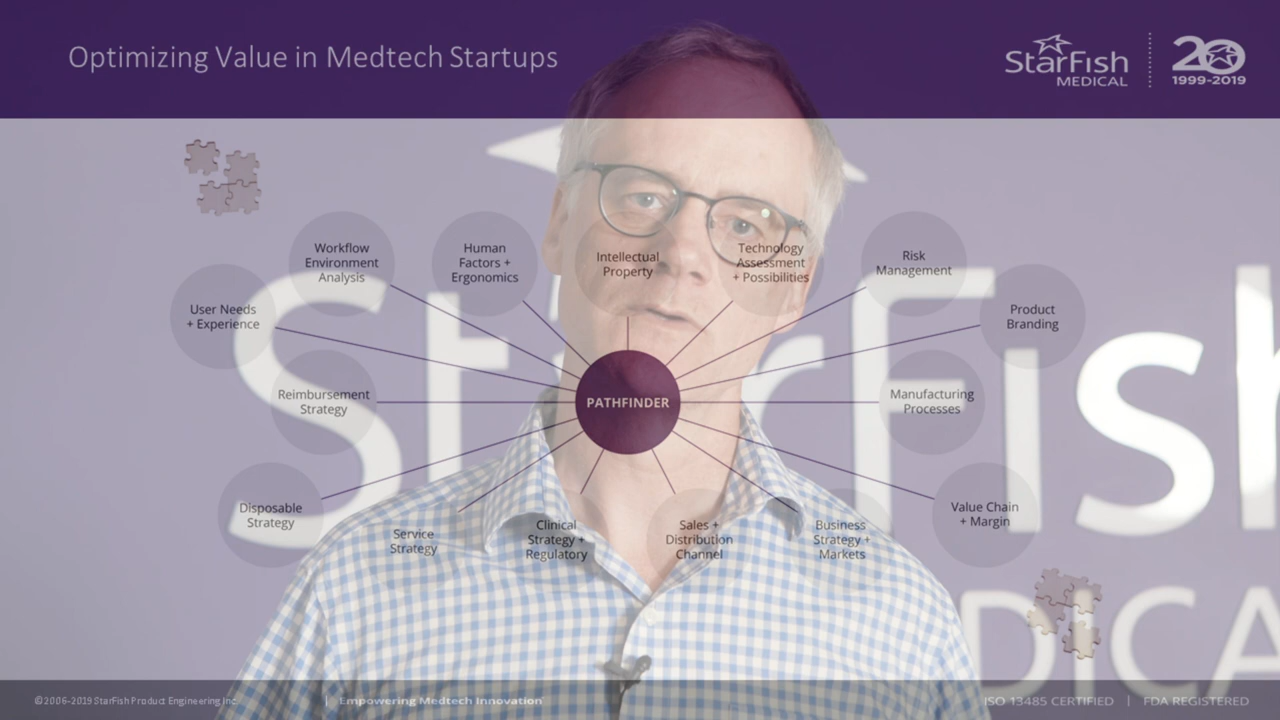 Optimizing Value in Medtech Startups
StarFish
MEDICAL
20
1999-2019
Workflow
Environment
Analysis
Human
Factors +
Ergonomics
Intellectual
Property
Technology
Assessment
+ Possibilities
Risk
Management
User Needs
+ Experience
Product
Branding
Reimbursement
Strategy
PATHFINDER
Manufacturing
Processes
Disposable
Strategy
Service
Strategy
Clinical
Strategy +
Regulatory
Sales +
Distribution
Channel
Business
Strategy +
Markets
Value Chain
+ Margin
StarFish
DICA
©2006-2019 StarFish Product Engineering Inc
| Empowering Medtech Innovation
ISO 13485 CERTIFIED | FDA REGISTERED